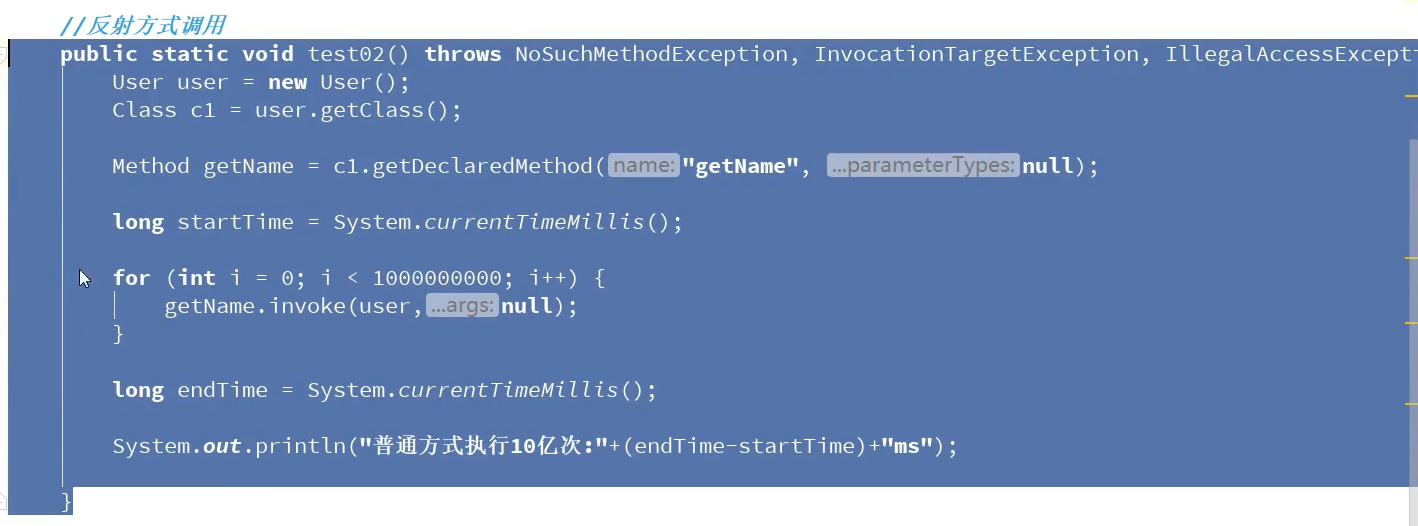 //反射方式调用
public static void test02() throws NoSuchMethodException, InvocationTargetException, IllegalAccessExcept
User user = new User();
Class c1 = user.getClass();
Method getName = c1.getDeclaredMethod( name: "getName", ...parameterTypes: null);
long startTime = System.currentTimeMillis();
for (int i = 0; i < 1000000000; i++) {
getName.invoke(user, ...args: null);
}
long endTime = System.currentTimeMillis();
System.out.println("普通方式执行10亿次:"+(endTime-startTime)+"ms");
}